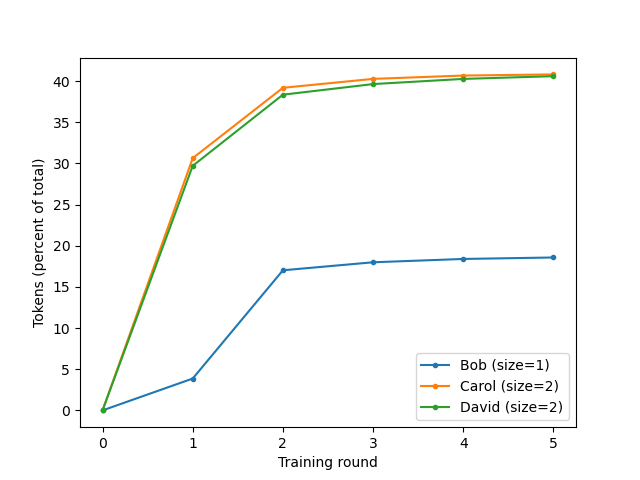 40
35
30
25
20
15
10
5
0
Tokens (percent of total)
Bob (size=1)
Carol (size=2)
David (size=2)
0 1 2 3 4 5
Training round